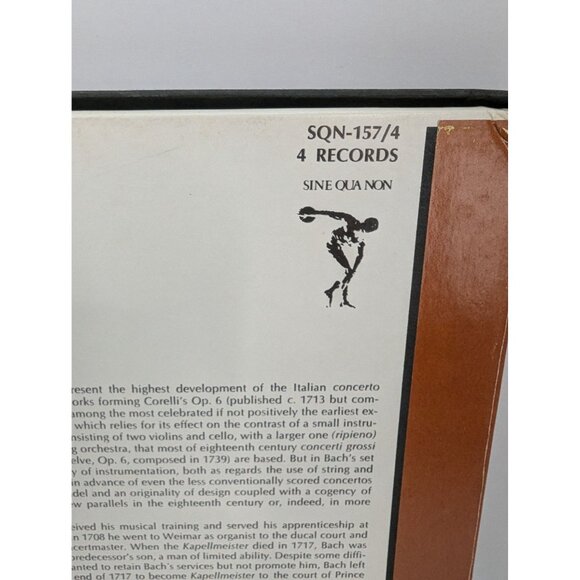 SQN-157/4
4 RECORDS
SINE QUA NON
resent the highest development of the Italian concerto
orks forming Corelli's Op. 6 (published c. 1713 but com-
among the most celebrated if not positively the earliest ex-
which relies for its effect on the contrast of a small instru-
nsisting of two violins and cello, with a larger one (ripieno)
g orchestra, that most of eighteenth century concerti grossi
elve, Op. 6, composed in 1739) are based. But in Bach's set
y of instrumentation, both as regards the use of string and
in advance of even the less conventionally scored concertos
del and an originality of design coupled with a cogency of
w parallels in the eighteenth century or, indeed, in more
eived his musical training and served his apprenticeship at
n 1708 he went to Weimar as organist to the ducal court and
certmaster. When the Kapellmeister died in 1717, Bach was
predecessor's son, a man of limited ability. Despite some diffi-
anted to retain Bach's services but not promote him, Bach left
end of 1717 to become Kapellmeister to the court of Prince